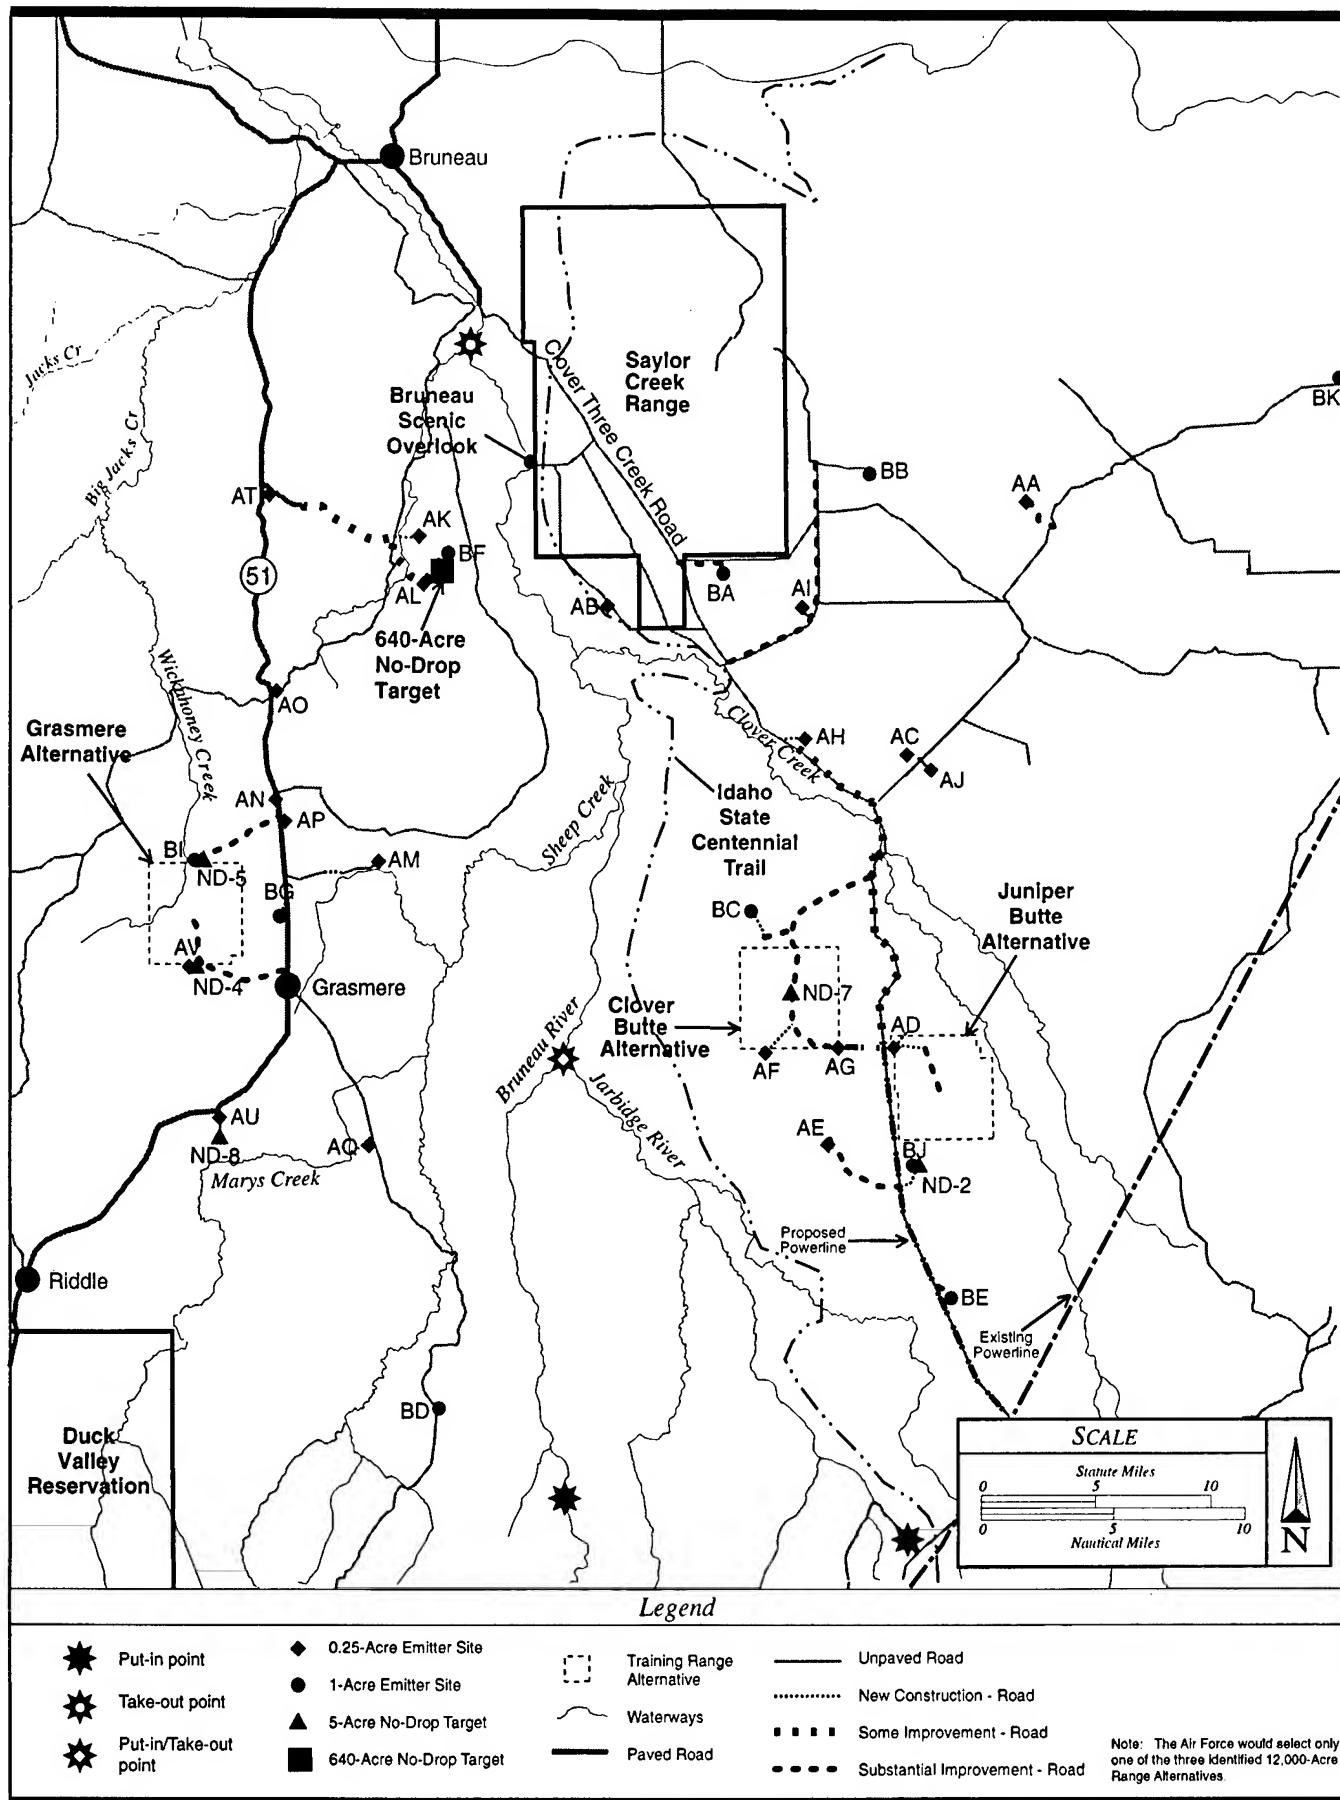 Bruneau
Jacks Cr
Big Jacks Cr
Bruneau
Scenic
Overlook
Clover Three Creek Road
Saylor
Creek
Range
BK
BB
AA
AT
AK
BF
51
AL
AB
BA
AI
640-Acre
No-Drop
Target
Wickahoney Creek
AO
Grasmere
Alternative
Clover Creek
AH
AC
AJ
AN
AP
Sheep Creek
Idaho
State
Centennial
Trail
BI
ND-5
AM
BG
BC
Juniper
Butte
Alternative
AV
ND-4
Grasmere
ND-7
Clover
Butte
Alternative
AD
AF
AG
Bruneau River
Jarbidge River
AU
ND-8
AQ
Marys Creek
AE
BJ
ND-2
Proposed
Powerline
Riddle
BE
Existing
Powerline
BD
Duck
Valley
Reservation
SCALE
Statute Miles
0 5 10
0 5 10
Nautical Miles
N
Legend
Put-in point
Take-out point
Put-in/Take-out
point
0.25-Acre Emitter Site
1-Acre Emitter Site
5-Acre No-Drop Target
640-Acre No-Drop Target
Training Range
Alternative
Waterways
Paved Road
Unpaved Road
New Construction - Road
Some Improvement - Road
Substantial Improvement - Road
Note: The Air Force would select only
one of the three identified 12,000-Acre
Range Alternatives.